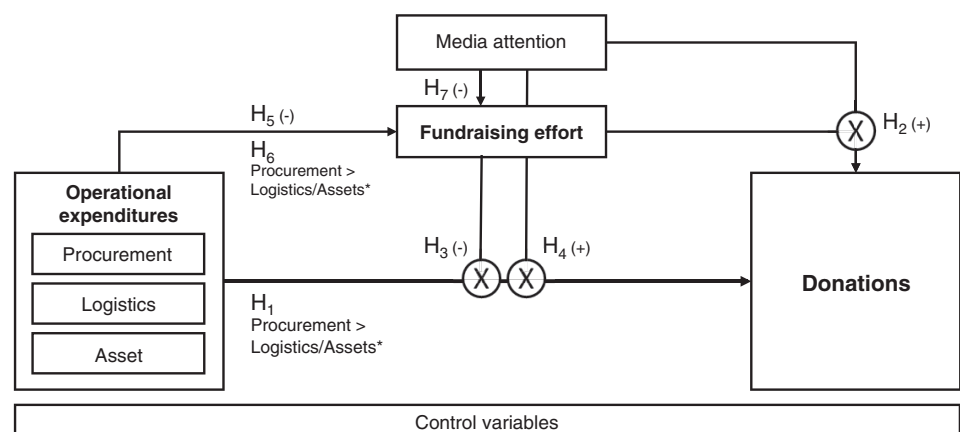 Media attention
H7 (-)
Fundraising effort
H2 (+)
H5 (-)
H6
Procurement >
Logistics/Assets*
Operational
expenditures
Procurement
Logistics
Asset
H3 (-)
H4 (+)
X
X
X
H1
Procurement >
Logistics/Assets*
Donations
Control variables